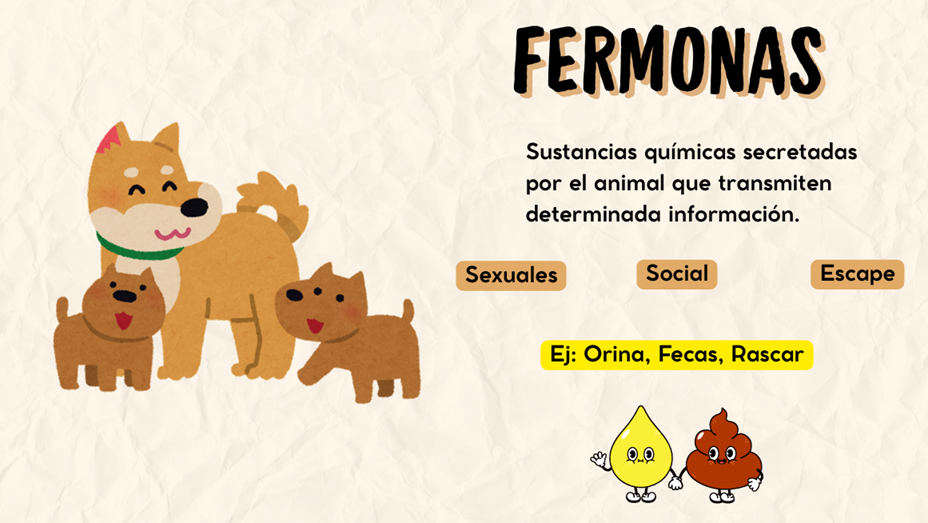 FERMONAS
Sustancias químicas secretadas
por el animal que transmiten
determinada información.
Sexuales
Social
Escape
Ej: Orina, Fecas, Rascar